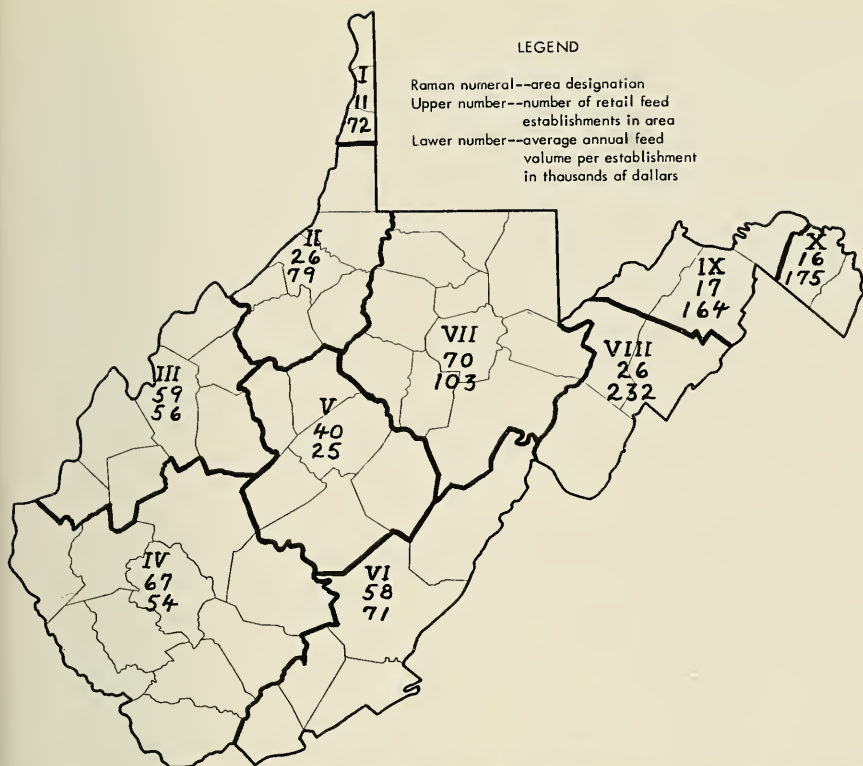 LEGEND
Raman numeral--area designation
Upper number--number of retail feed
establishments in area
Lower number--average annual feed
volume per establishment
in thousands af dallars
I
11
72
II
26
79
III
59
56
IV
67
54
V
40
25
VI
58
71
VII
70
103
VIII
26
232
IX
17
164
X
16
175